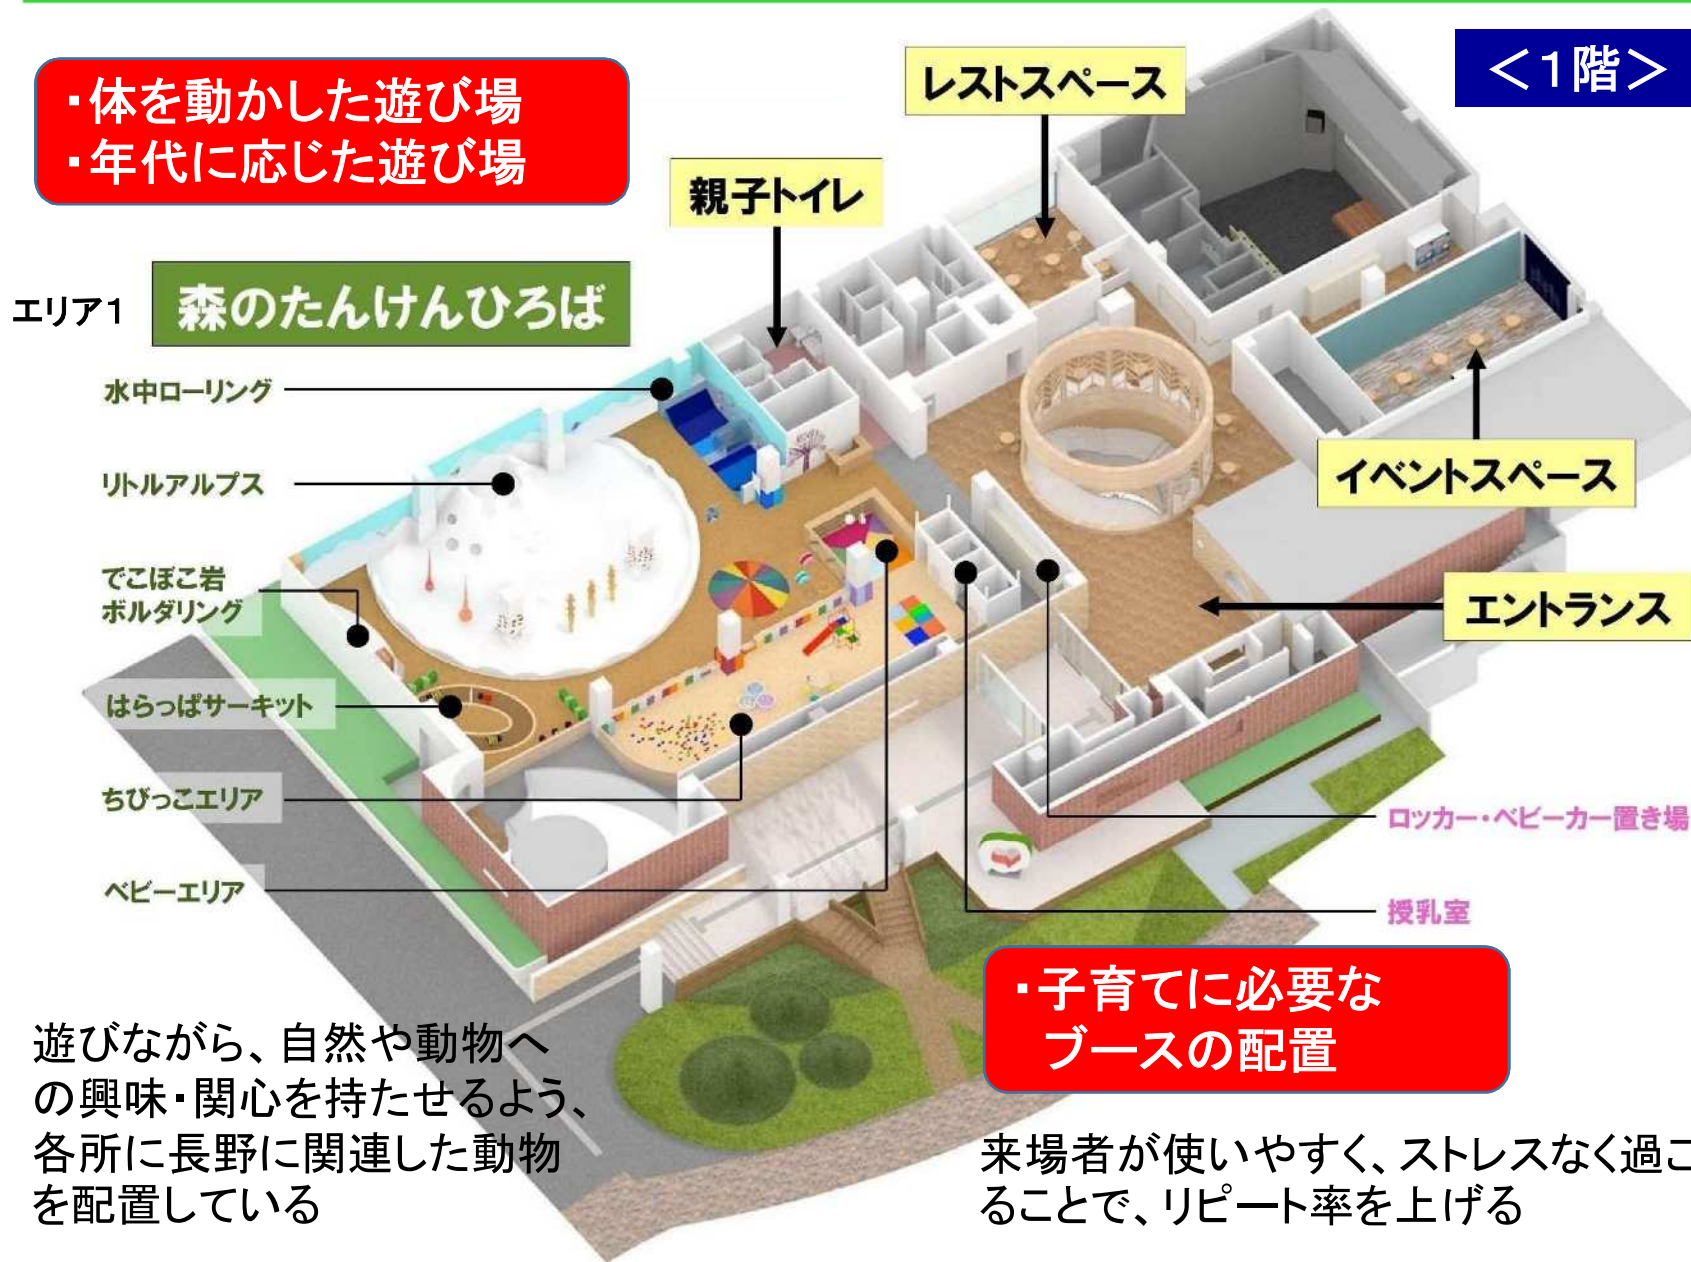 ＜１階＞
・体を動かした遊び場
・年代に応じた遊び場
レストスペース
親子トイレ
エリア1
森のたんけんひろば
水中ローリング
リトルアルプス
でこぼこ岩
ボルダリング
はらっぱサーキット
ちびっこエリア
ベビーエリア
イベントスペース
エントランス
ロッカー・ベビーカー置き場
授乳室
・子育てに必要な
ブースの配置
遊びながら、自然や動物へ
の興味・関心を持たせるよう、
各所に長野に関連した動物
を配置している
来場者が使いやすく、ストレスなく過ご
ることで、リピート率を上げる